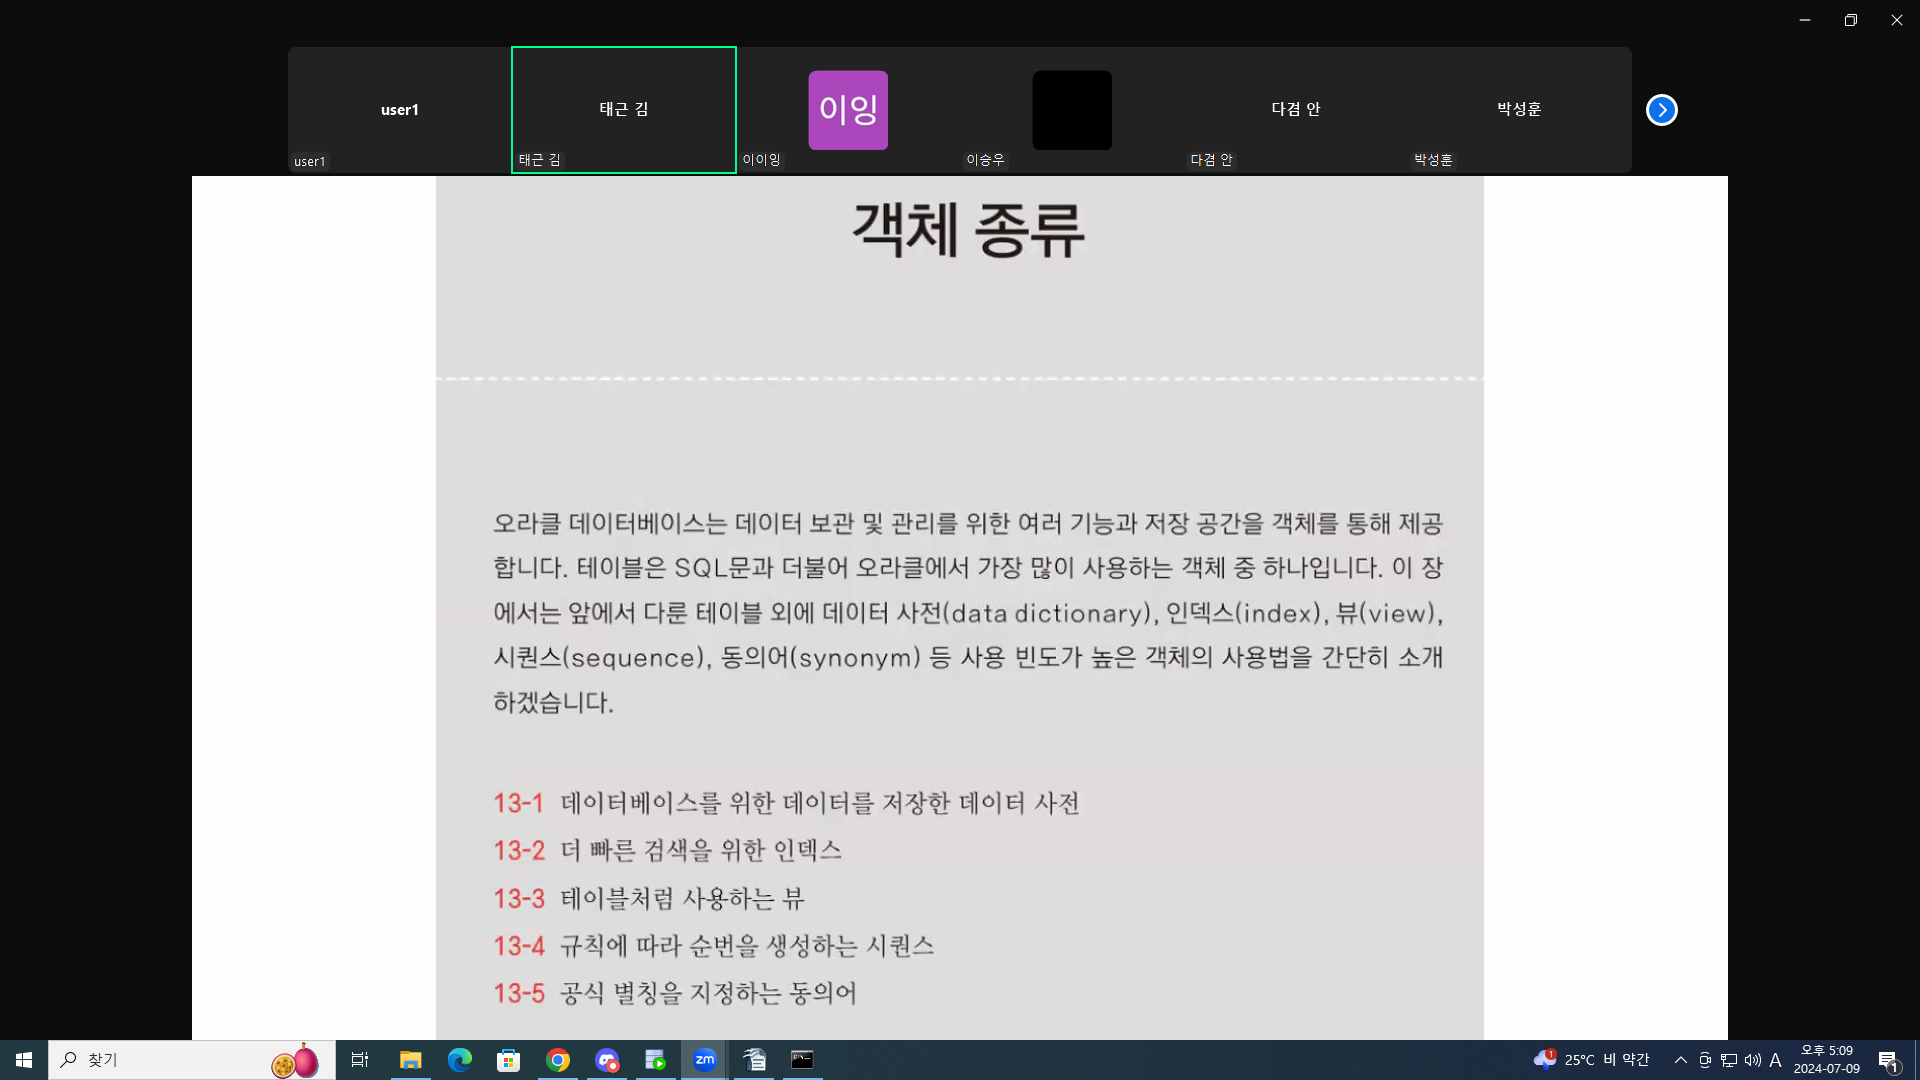 user1
태근 김
이잉
다겸 안
박성훈
user1
태근 김
이이잉
이승우
다겸 안
박성훈
객체 종류
오라클 데이터베이스는 데이터 보관 및 관리를 위한 여러 기능과 저장 공간을 객체를 통해 제공
합니다. 테이블은 SQL문과 더불어 오라클에서 가장 많이 사용하는 객체 중 하나입니다. 이 장
에서는 앞에서 다룬 테이블 외에 데이터 사전(data dictionary), 인덱스(index), 뷰(view),
시퀀스(sequence), 동의어(synonym) 등 사용 빈도가 높은 객체의 사용법을 간단히 소개
하겠습니다.
13-1 데이터베이스를 위한 데이터를 저장한 데이터 사전
13-2 더 빠른 검색을 위한 인덱스
13-3 테이블처럼 사용하는 뷰
13-4 규칙에 따라 순번을 생성하는 시퀀스
13-5 공식 별칭을 지정하는 동의어
찾기
zm
1
25°C 비 약간
A
오후 5:09
2024-07-09
1